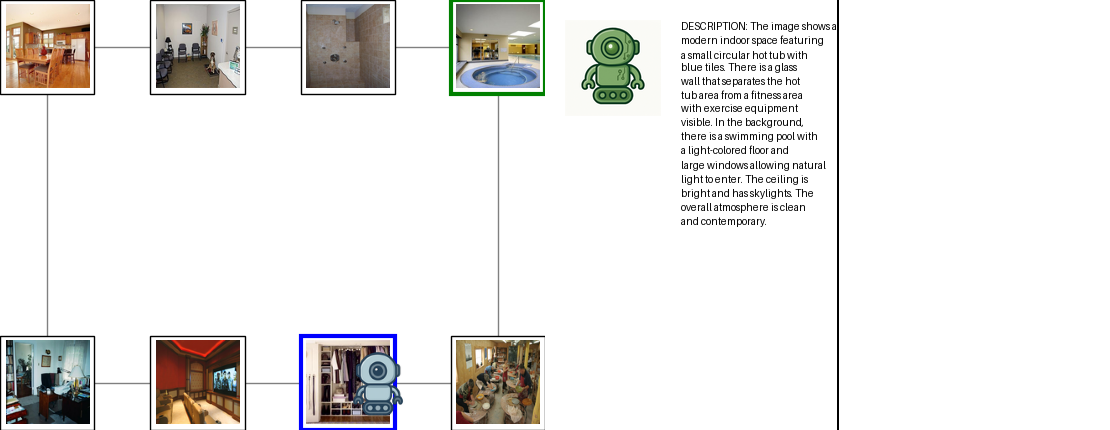 DESCRIPTION: The image shows a
modern indoor space featuring
a small circular hot tub with
blue tiles. There is a glass
wall that separates the hot
tub area from a fitness area
with exercise equipment
visible. In the background,
there is a swimming pool with
a light-colored floor and
large windows allowing natural
light to enter. The ceiling is
bright and has skylights. The
overall atmosphere is clean
and contemporary.